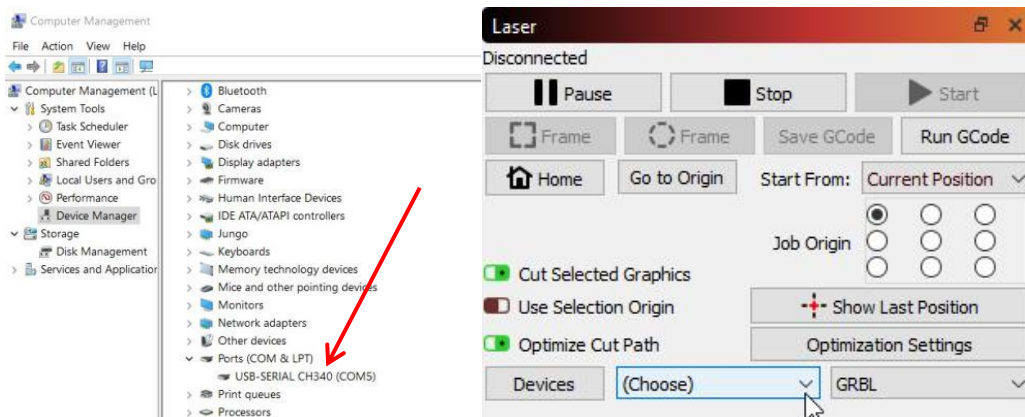 Computer Management
File Action View Help
Computer Management (L
System Tools
Task Scheduler
Event Viewer
Shared Folders
Local Users and Gro
Performance
Device Manager
Storage
Disk Management
Services and Application
Bluetooth
Cameras
Computer
Disk drives
Display adapters
Firmware
Human Interface Devices
IDE ATA/ATAPI controllers
Jungo
Keyboards
Memory technology devices
Mice and other pointing devices
Monitors
Network adapters
Other devices
Ports (COM & LPT)
USB-SERIAL CH340 (COM5)
Print queues
Processors
Laser
Disconnected
Pause Stop Start
Frame Frame Save GCode Run GCode
Home Go to Origin Start From: Current Position
Job Origin
Cut Selected Graphics
Use Selection Origin Show Last Position
Optimize Cut Path Optimization Settings
Devices (Choose) GRBL